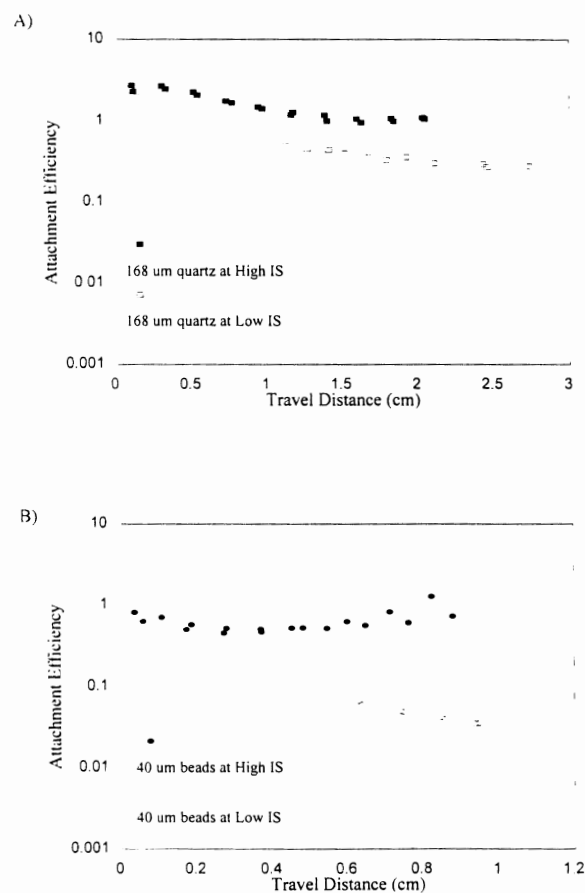 A)
10
1
0.1
0 01
0.001
Attachment Efficiency
168 um quartz at High IS
168 um quartz at Low IS
0
0.5
1
1.5
2
2.5
3
Travel Distance (cm)
B)
10
1
0.1
0.01
0.001
Attachment Efficiency
40 um beads at High IS
40 um beads at Low IS
0
0.2
0.4
0.6
0.8
1
1.2
Travel Distance (cm)